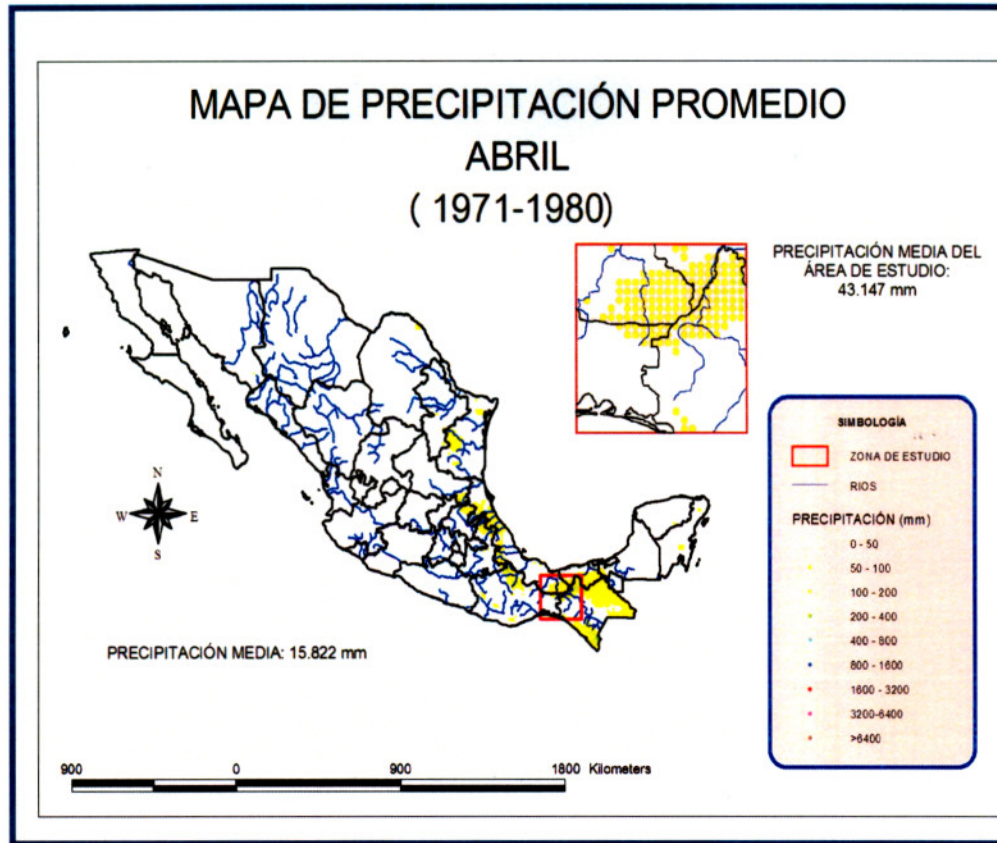 MAPA DE PRECIPITACIÓN PROMEDIO
ABRIL
( 1971-1980)
PRECIPITACIÓN MEDIA DEL
ÁREA DE ESTUDIO:
43.147 mm
SIMBOLOGÍA
ZONA DE ESTUDIO
RIOS
PRECIPITACIÓN (mm)
0 - 50
50 - 100
100 - 200
200 - 400
400 - 800
800 - 1600
1600 - 3200
3200-6400
>6400
N
W
E
S
PRECIPITACIÓN MEDIA: 15.822 mm
900 0 900 1800 Kilometers